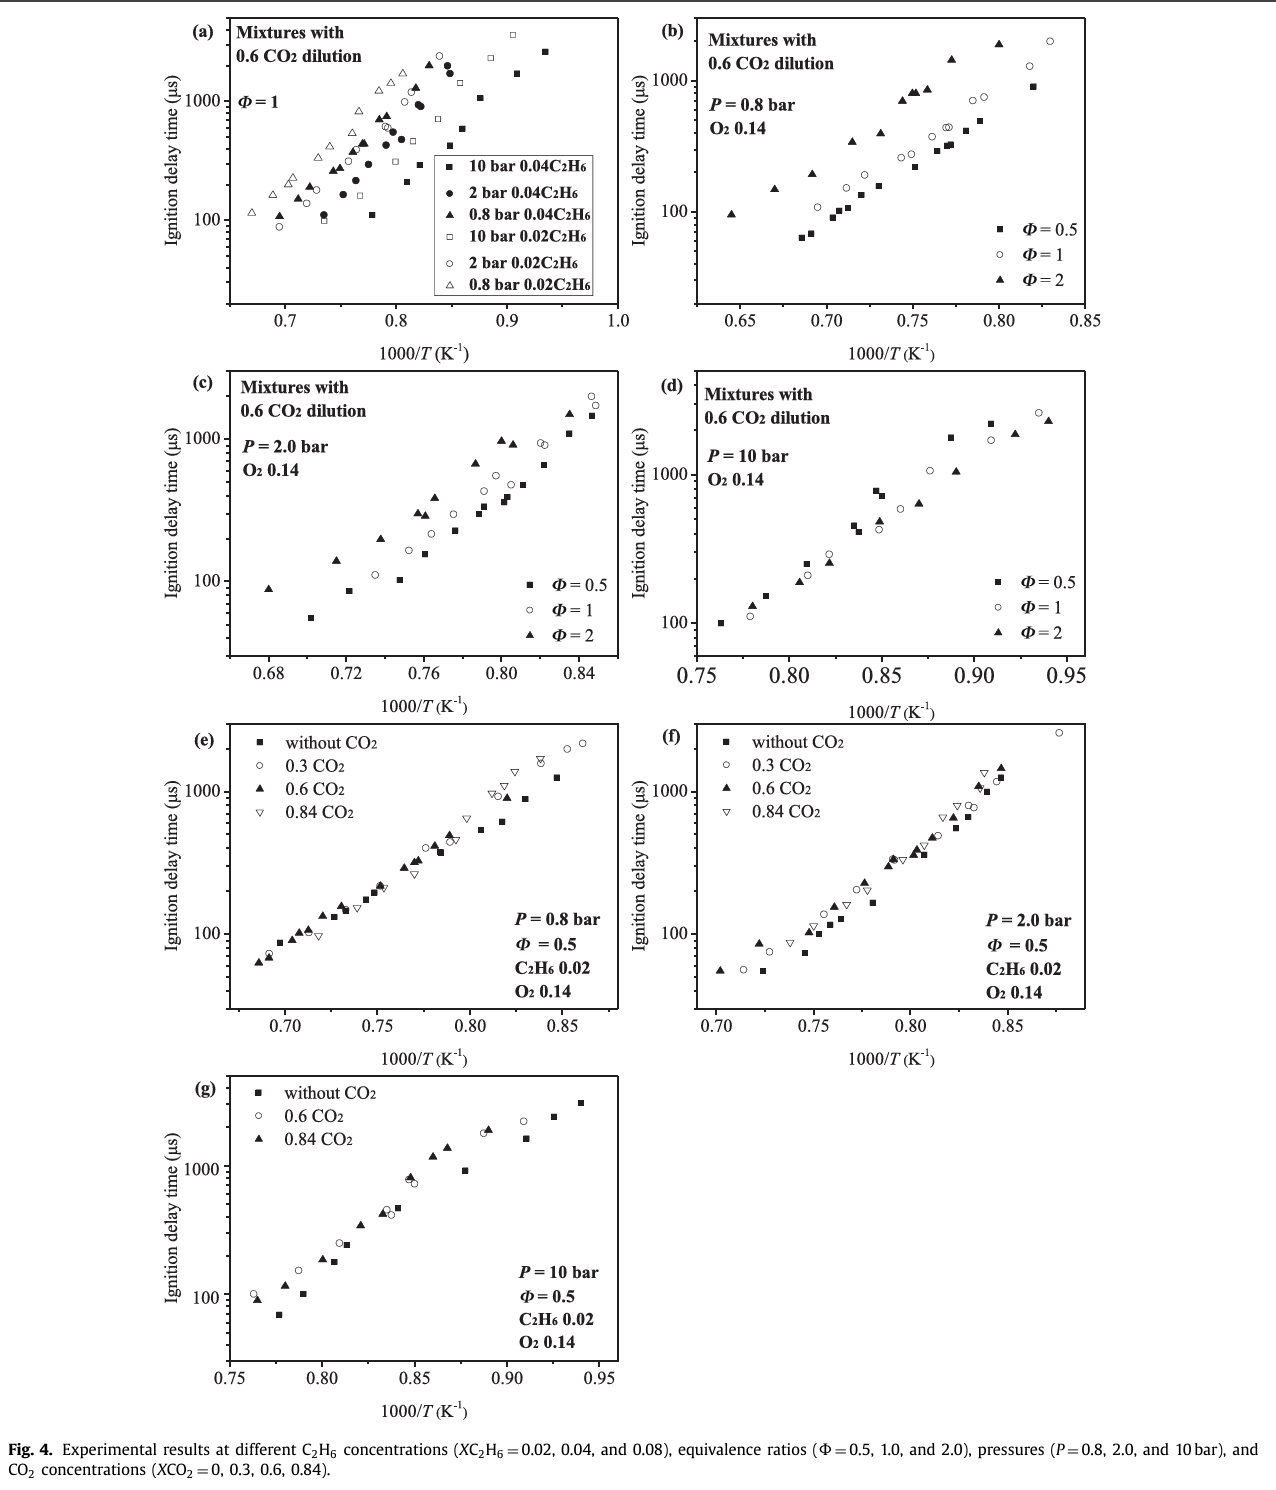 (a)
Mixtures with
0.6 CO₂ dilution
Φ = 1
1000
100
Ignition delay time (μs)
10 bar 0.04C₂H₆
2 bar 0.04C₂H₆
0.8 bar 0.04C₂H₆
10 bar 0.02C₂H₆
2 bar 0.02C₂H₆
0.8 bar 0.02C₂H₆
0.7 0.8 0.9 1.0
1000/T (K⁻¹)
(b)
Mixtures with
0.6 CO₂ dilution
P = 0.8 bar
O₂ 0.14
1000
100
Ignition delay time (μs)
Φ = 0.5
Φ = 1
Φ = 2
0.65 0.70 0.75 0.80 0.85
1000/T (K⁻¹)
(c)
Mixtures with
0.6 CO₂ dilution
P = 2.0 bar
O₂ 0.14
1000
100
Ignition delay time (μs)
Φ = 0.5
Φ = 1
Φ = 2
0.68 0.72 0.76 0.80 0.84
1000/T (K⁻¹)
(d)
Mixtures with
0.6 CO₂ dilution
P = 10 bar
O₂ 0.14
1000
100
Ignition delay time (μs)
Φ = 0.5
Φ = 1
Φ = 2
0.75 0.80 0.85 0.90 0.95
1000/T (K⁻¹)
(e)
without CO₂
0.3 CO₂
0.6 CO₂
0.84 CO₂
1000
100
Ignition delay time (μs)
P = 0.8 bar
Φ = 0.5
C₂H₆ 0.02
O₂ 0.14
0.70 0.75 0.80 0.85
1000/T (K⁻¹)
(f)
without CO₂
0.3 CO₂
0.6 CO₂
0.84 CO₂
1000
100
Ignition delay time (μs)
P = 2.0 bar
Φ = 0.5
C₂H₆ 0.02
O₂ 0.14
0.70 0.75 0.80 0.85
1000/T (K⁻¹)
(g)
without CO₂
0.6 CO₂
0.84 CO₂
1000
100
Ignition delay time (μs)
P = 10 bar
Φ = 0.5
C₂H₆ 0.02
O₂ 0.14
0.75 0.80 0.85 0.90 0.95
1000/T (K⁻¹)
Fig. 4. Experimental results at different C₂H₆ concentrations (XC₂H₆ = 0.02, 0.04, and 0.08), equivalence ratios (Φ = 0.5, 1.0, and 2.0), pressures (P = 0.8, 2.0, and 10 bar), and
CO₂ concentrations (XCO₂ = 0, 0.3, 0.6, 0.84).